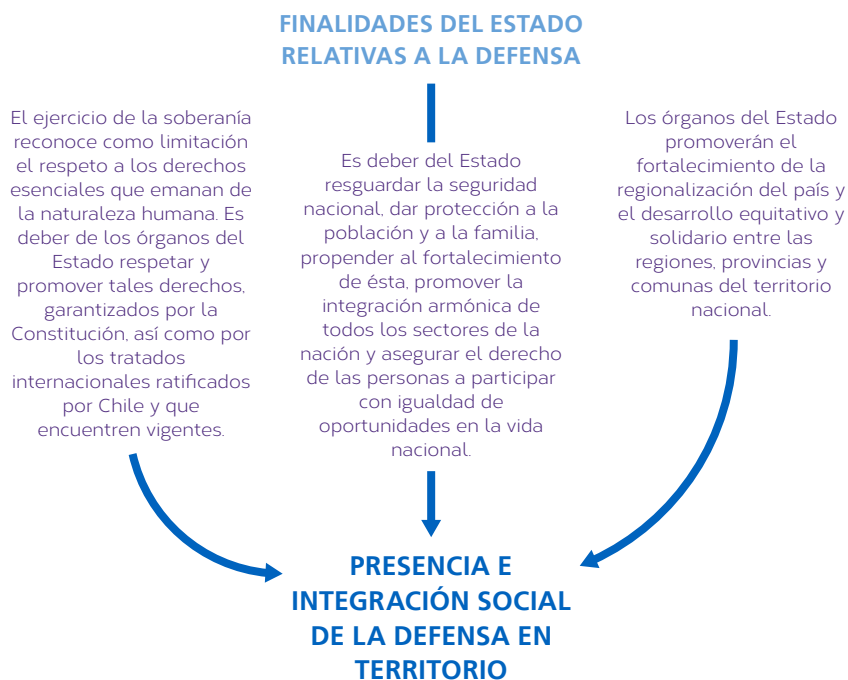 FINALIDADES DEL ESTADO
RELATIVAS A LA DEFENSA
El ejercicio de la soberanía
reconoce como limitación
el respeto a los derechos
esenciales que emanan de
la naturaleza humana. Es
deber de los órganos del
Estado respetar y
promover tales derechos,
garantizados por la
Constitución, así como por
los tratados
internacionales ratificados
por Chile y que
encuentren vigentes.
Es deber del Estado
resguardar la seguridad
nacional, dar protección a la
población y a la familia,
propender al fortalecimiento
de ésta, promover la
integración armónica de
todos los sectores de la
nación y asegurar el derecho
de las personas a participar
con igualdad de
oportunidades en la vida
nacional.
Los órganos del Estado
promoverán el
fortalecimiento de la
regionalización del país y
el desarrollo equitativo y
solidario entre las
regiones, provincias y
comunas del territorio
nacional.
PRESENCIA E
INTEGRACIÓN SOCIAL
DE LA DEFENSA EN
TERRITORIO